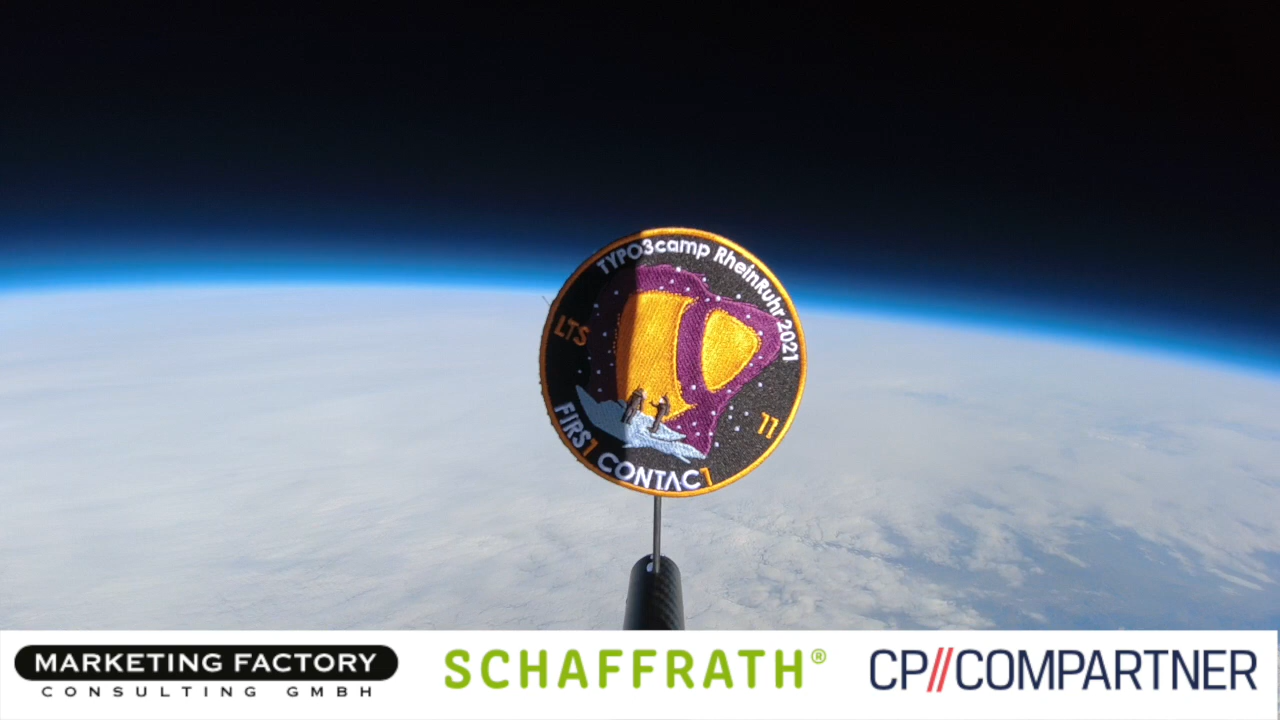 TYPO3camp RheinRuhr 2021
LTS
11
FIRS1 CONTAC1
MARKETING FACTORY
CONSULTING GMBH
SCHAFFRATH®
CP//COMPARTNER